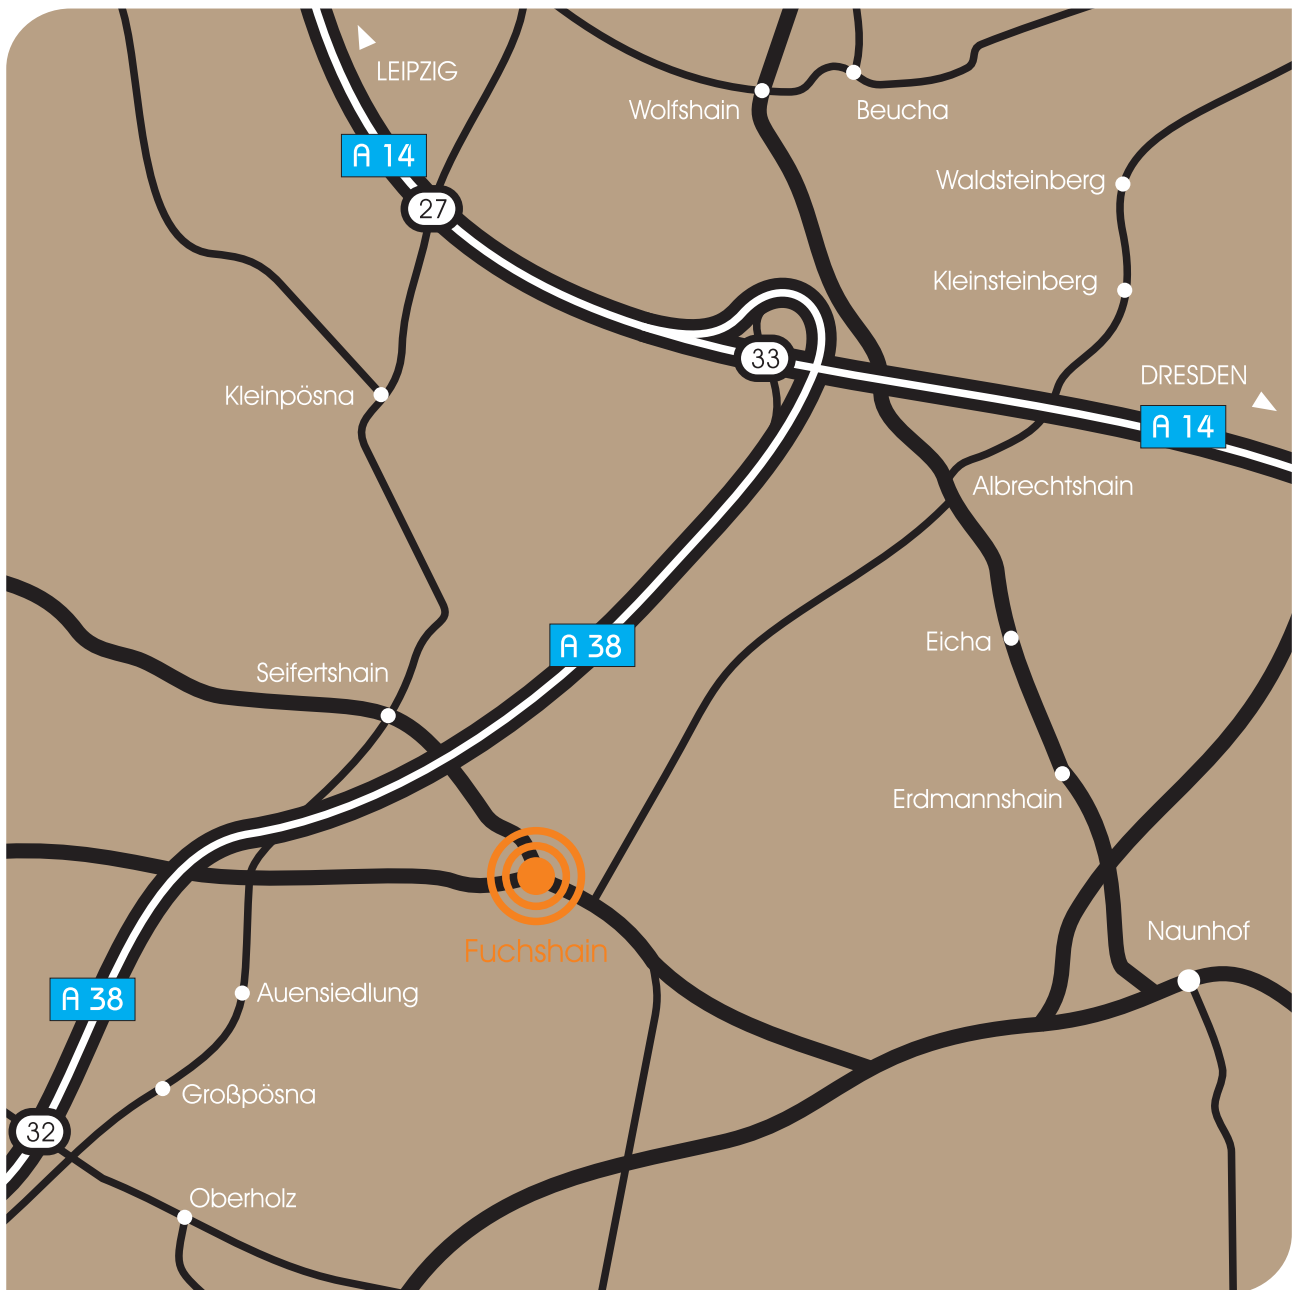 LEIPZIG
Wolfshain
Beucha
A 14
Waldsteinberg
27
Kleinsteinberg
33
DRESDEN
Kleinpösna
A 14
Albrechtshain
Eicha
A 38
Seifertshain
Erdmannshain
Naunhof
Fuchshain
Auensiedlung
A 38
Großpösna
32
Oberholz